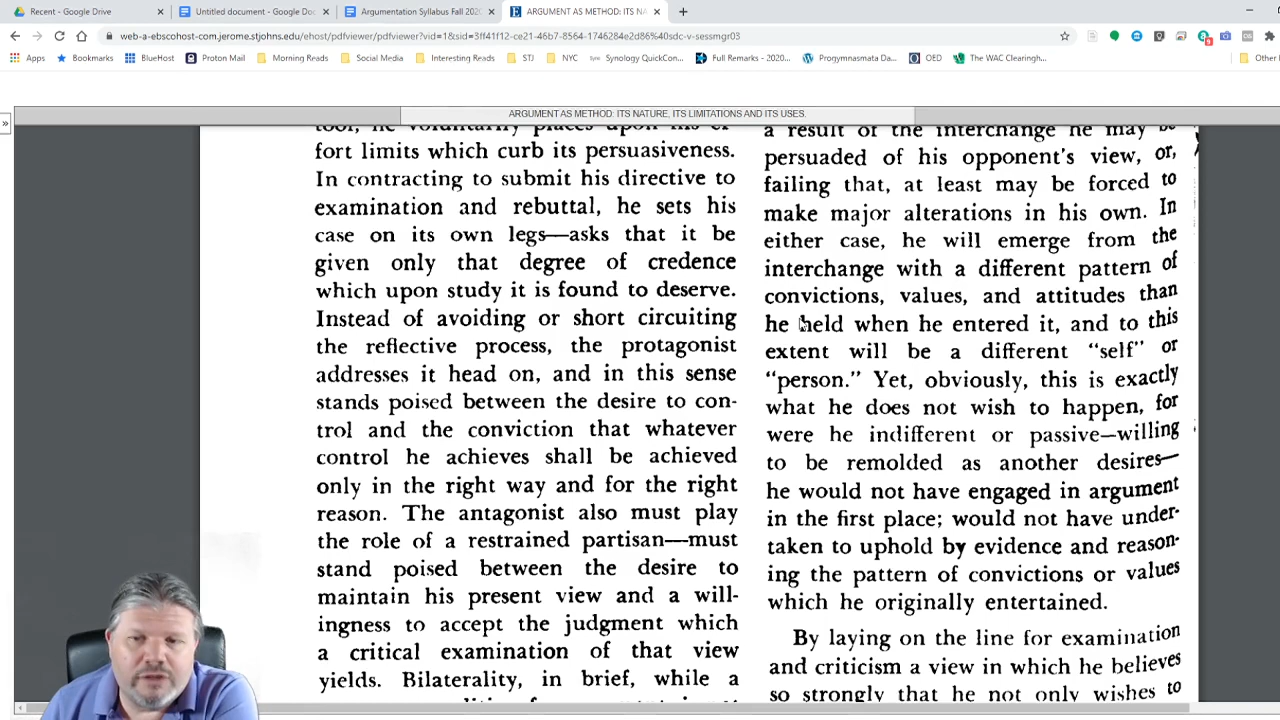 Recent - Google Drive
Untitled document - Google Doc
Argumentation Syllabus Fall 202
ARGUMENT AS METHOD: ITS NA
web-a-ebscohost-com.jerome.stjohns.edu/ehost/pdfviewer/pdfviewer?vid=1&sid=3ff41f12-ce21-46b7-8564-1746284e2d86%40sdc-v-sessmgr03
Apps Bookmarks BlueHost Proton Mail Morning Reads Social Media Interesting Reads STJ NYC Synology QuickCon... Full Remarks - 2020... Progymnasmata Da... OED The WAC Clearingh... Other
ARGUMENT AS METHOD: ITS NATURE, ITS LIMITATIONS AND ITS USES.
tool, he voluntarily places upon his ef-
fort limits which curb its persuasiveness.
In contracting to submit his directive to
examination and rebuttal, he sets his
case on its own legs—asks that it be
given only that degree of credence
which upon study it is found to deserve.
Instead of avoiding or short circuiting
the reflective process, the protagonist
addresses it head on, and in this sense
stands poised between the desire to con-
trol and the conviction that whatever
control he achieves shall be achieved
only in the right way and for the right
reason. The antagonist also must play
the role of a restrained partisan—must
stand poised between the desire to
maintain his present view and a will-
ingness to accept the judgment which
a critical examination of that view
yields. Bilaterality, in brief, while a
a result of the interchange he may be
persuaded of his opponent's view, or,
failing that, at least may be forced to
make major alterations in his own. In
either case, he will emerge from the
interchange with a different pattern of
convictions, values, and attitudes than
he held when he entered it, and to this
extent will be a different "self" or
"person." Yet, obviously, this is exactly
what he does not wish to happen, for
were he indifferent or passive—willing
to be remolded as another desires—
he would not have engaged in argument
in the first place; would not have under-
taken to uphold by evidence and reason-
ing the pattern of convictions or values
which he originally entertained.
By laying on the line for examination
and criticism a view in which he believes
so strongly that he not only wishes to